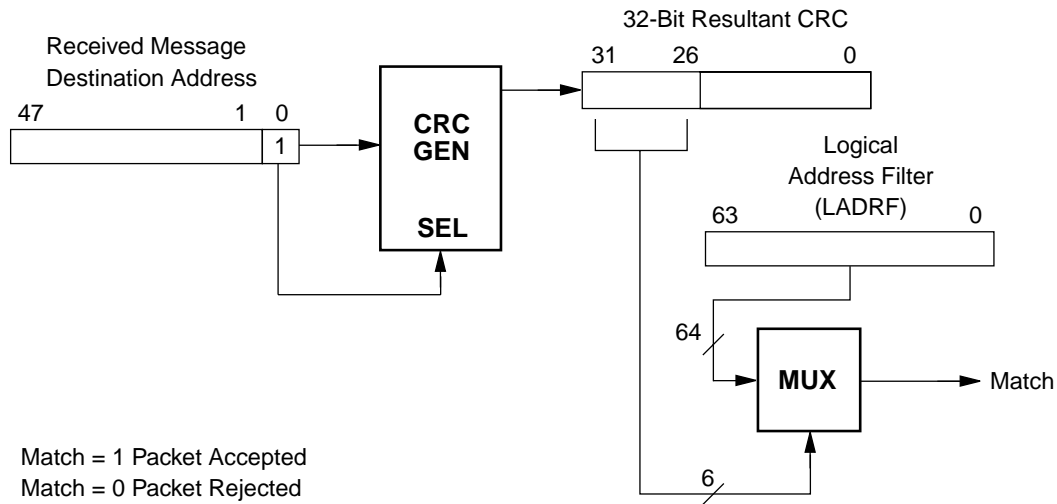 32-Bit Resultant CRC
Received Message
Destination Address
31 26 0
47 1 0
1
CRC
GEN
SEL
Logical
Address Filter
(LADRF)
63 0
64
MUX
Match
6
Match = 1 Packet Accepted
Match = 0 Packet Rejected